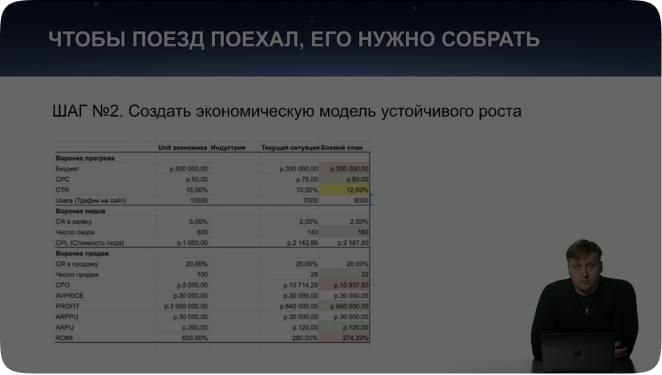 ЧТОБЫ ПОЕЗД ПОЕХАЛ, ЕГО НУЖНО СОБРАТЬ
ШАГ №2. Создать экономическую модель устойчивого роста
Unit экономика Индустрия Текущая ситуация Боевой план
Воронка прогрева
Бюджет р.500 000,00 р.300 000,00 р.350 000,00
CPC р.50,00 р.75,00 р.65,00
CTR 15,00% 10,00% 12,00%
Users (Трафик на сайт) 10000 7000 8000
Воронка лидов
CR в заявку 5,00% 2,00% 2,00%
Число лидов 500 140 160
CPL (Стоимость лида) р.1 000,00 р.2 142,86 р.2 187,50
Воронка продаж
CR в продажу 20,00% 20,00% 20,00%
Число продаж 100 28 32
CPO р.5 000,00 р.10 714,29 р.10 937,50
AVPRICE р.30 000,00 р.30 000,00 р.30 000,00
PROFIT р.3 000 000,00 р.840 000,00 р.960 000,00
ARPPU р.30 000,00 р.30 000,00 р.30 000,00
ARPU р.300,00 р.120,00 р.120,00
ROMI 600,00% 280,00% 274,29%